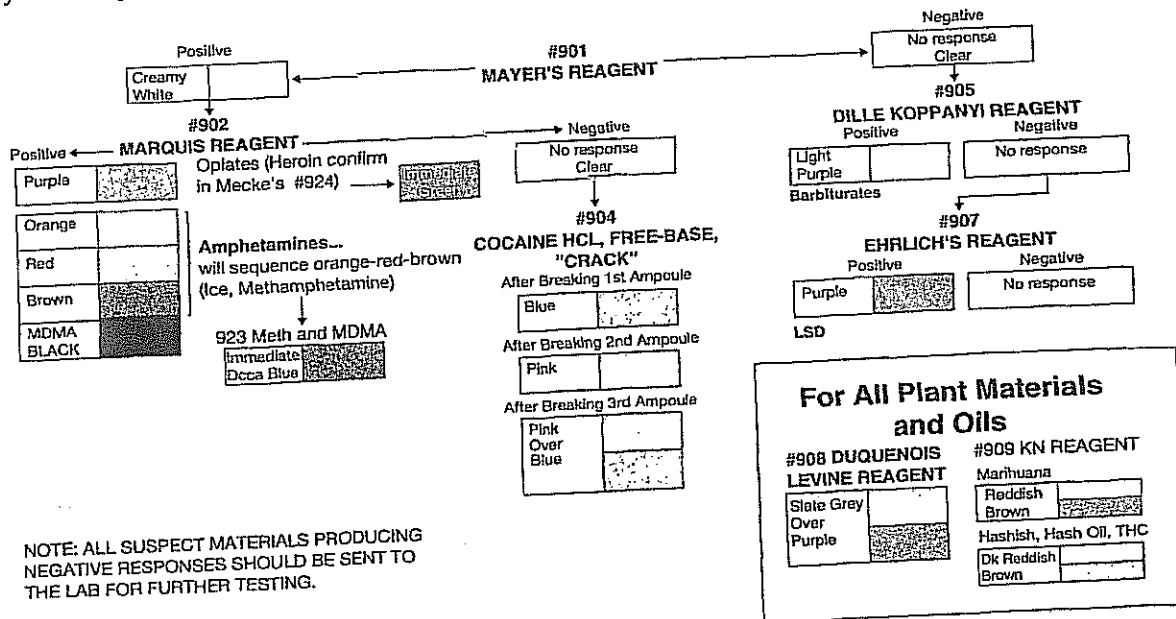 #901
MAYER'S REAGENT
Positive
Creamy
White
Negative
No response
Clear
#902
MARQUIS REAGENT
Positive
Purple
Opiates (Heroin confirm
in Mecke's #924)
Immediate
Green
Orange
Red
Brown
MDMA
BLACK
Amphetamines...
will sequence orange-red-brown
(Ice, Methamphetamine)
923 Meth and MDMA
Immediate
Dcca Blue
Negative
No response
Clear
#904
COCAINE HCL, FREE-BASE,
"CRACK"
After Breaking 1st Ampoule
Blue
After Breaking 2nd Ampoule
Pink
After Breaking 3rd Ampoule
Pink
Over
Blue
#905
DILLE KOPPANYI REAGENT
Positive
Light
Purple
Barbiturates
Negative
No response
#907
EHRLICH'S REAGENT
Positive
Purple
LSD
Negative
No response
For All Plant Materials
and Oils
#908 DUQUENOIS
LEVINE REAGENT
Slate Grey
Over
Purple
#909 KN REAGENT
Marihuana
Reddish
Brown
Hashish, Hash Oil, THC
Dk Reddish
Brown
NOTE: ALL SUSPECT MATERIALS PRODUCING
NEGATIVE RESPONSES SHOULD BE SENT TO
THE LAB FOR FURTHER TESTING.